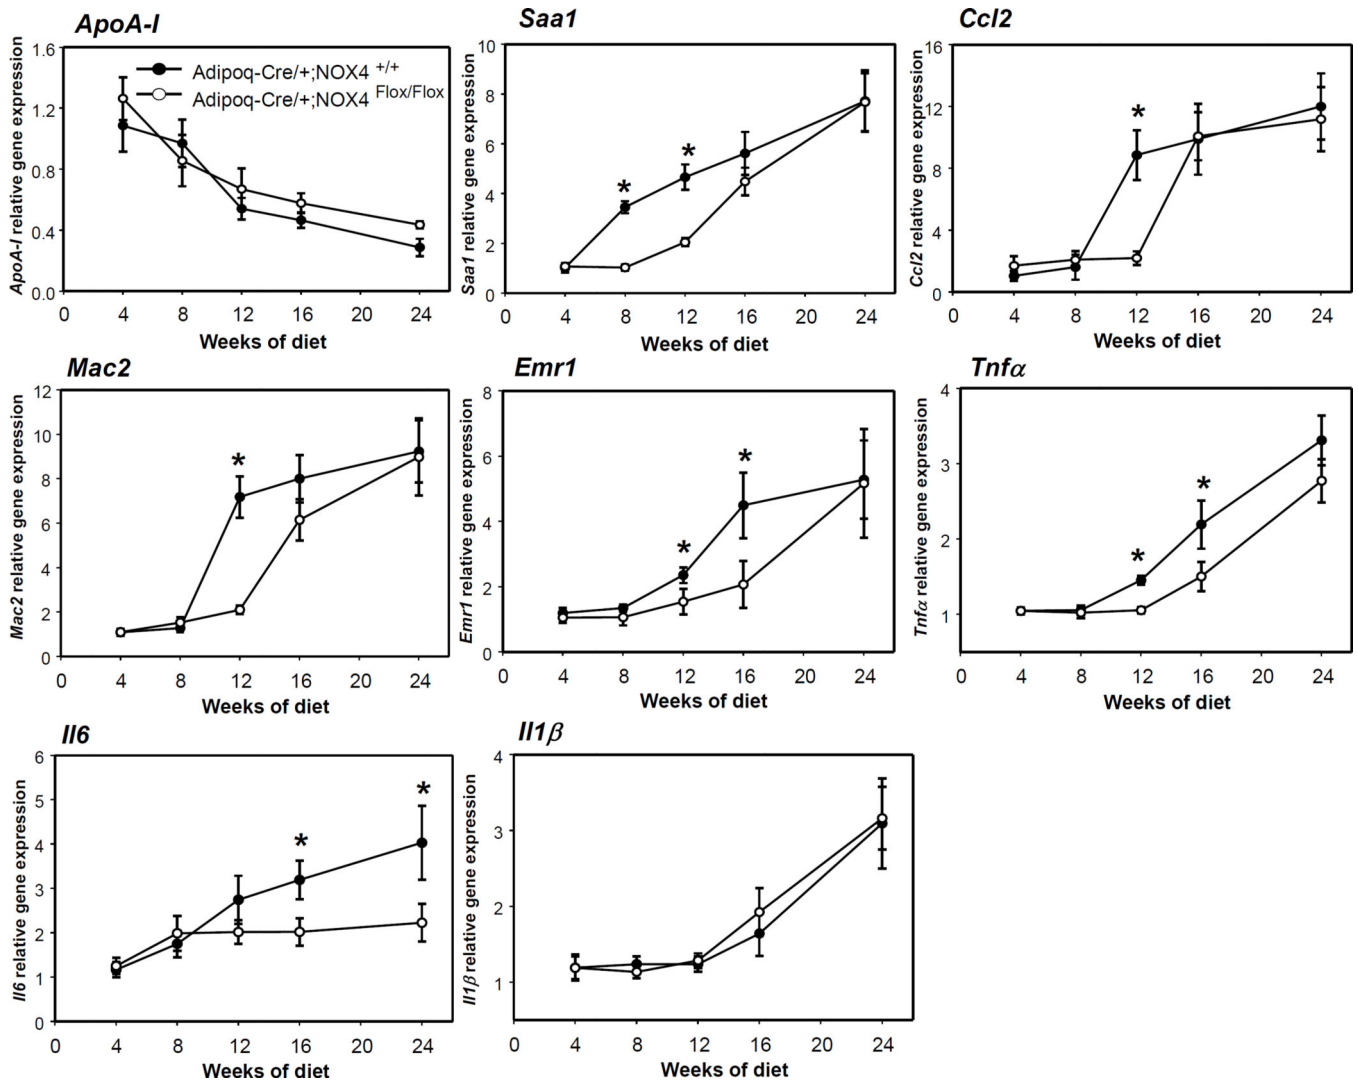 ApoA-I
ApoA-I relative gene expression
1.6
1.2
0.8
0.4
0.0
Adipoq-Cre/+;NOX4 +/+
Adipoq-Cre/+;NOX4 Flox/Flox
0 4 8 12 16 20 24
Weeks of diet
Saa1
Saa1 relative gene expression
10
8
6
4
2
0
*
*
0 4 8 12 16 20 24
Weeks of diet
Ccl2
Ccl2 relative gene expression
16
12
8
4
0
*
0 4 8 12 16 20 24
Weeks of diet
Mac2
Mac2 relative gene expression
12
10
8
6
4
2
0
*
0 4 8 12 16 20 24
Weeks of diet
Emr1
Emr1 relative gene expression
8
6
4
2
0
*
*
0 4 8 12 16 20 24
Weeks of diet
Tnfα
Tnfα relative gene expression
4
3
2
1
*
*
0 4 8 12 16 20 24
Weeks of diet
Il6
Il6 relative gene expression
6
5
4
3
2
1
0
*
*
0 4 8 12 16 20 24
Weeks of diet
Il1β
Il1β relative gene expression
4
3
2
1
0 4 8 12 16 20 24
Weeks of diet